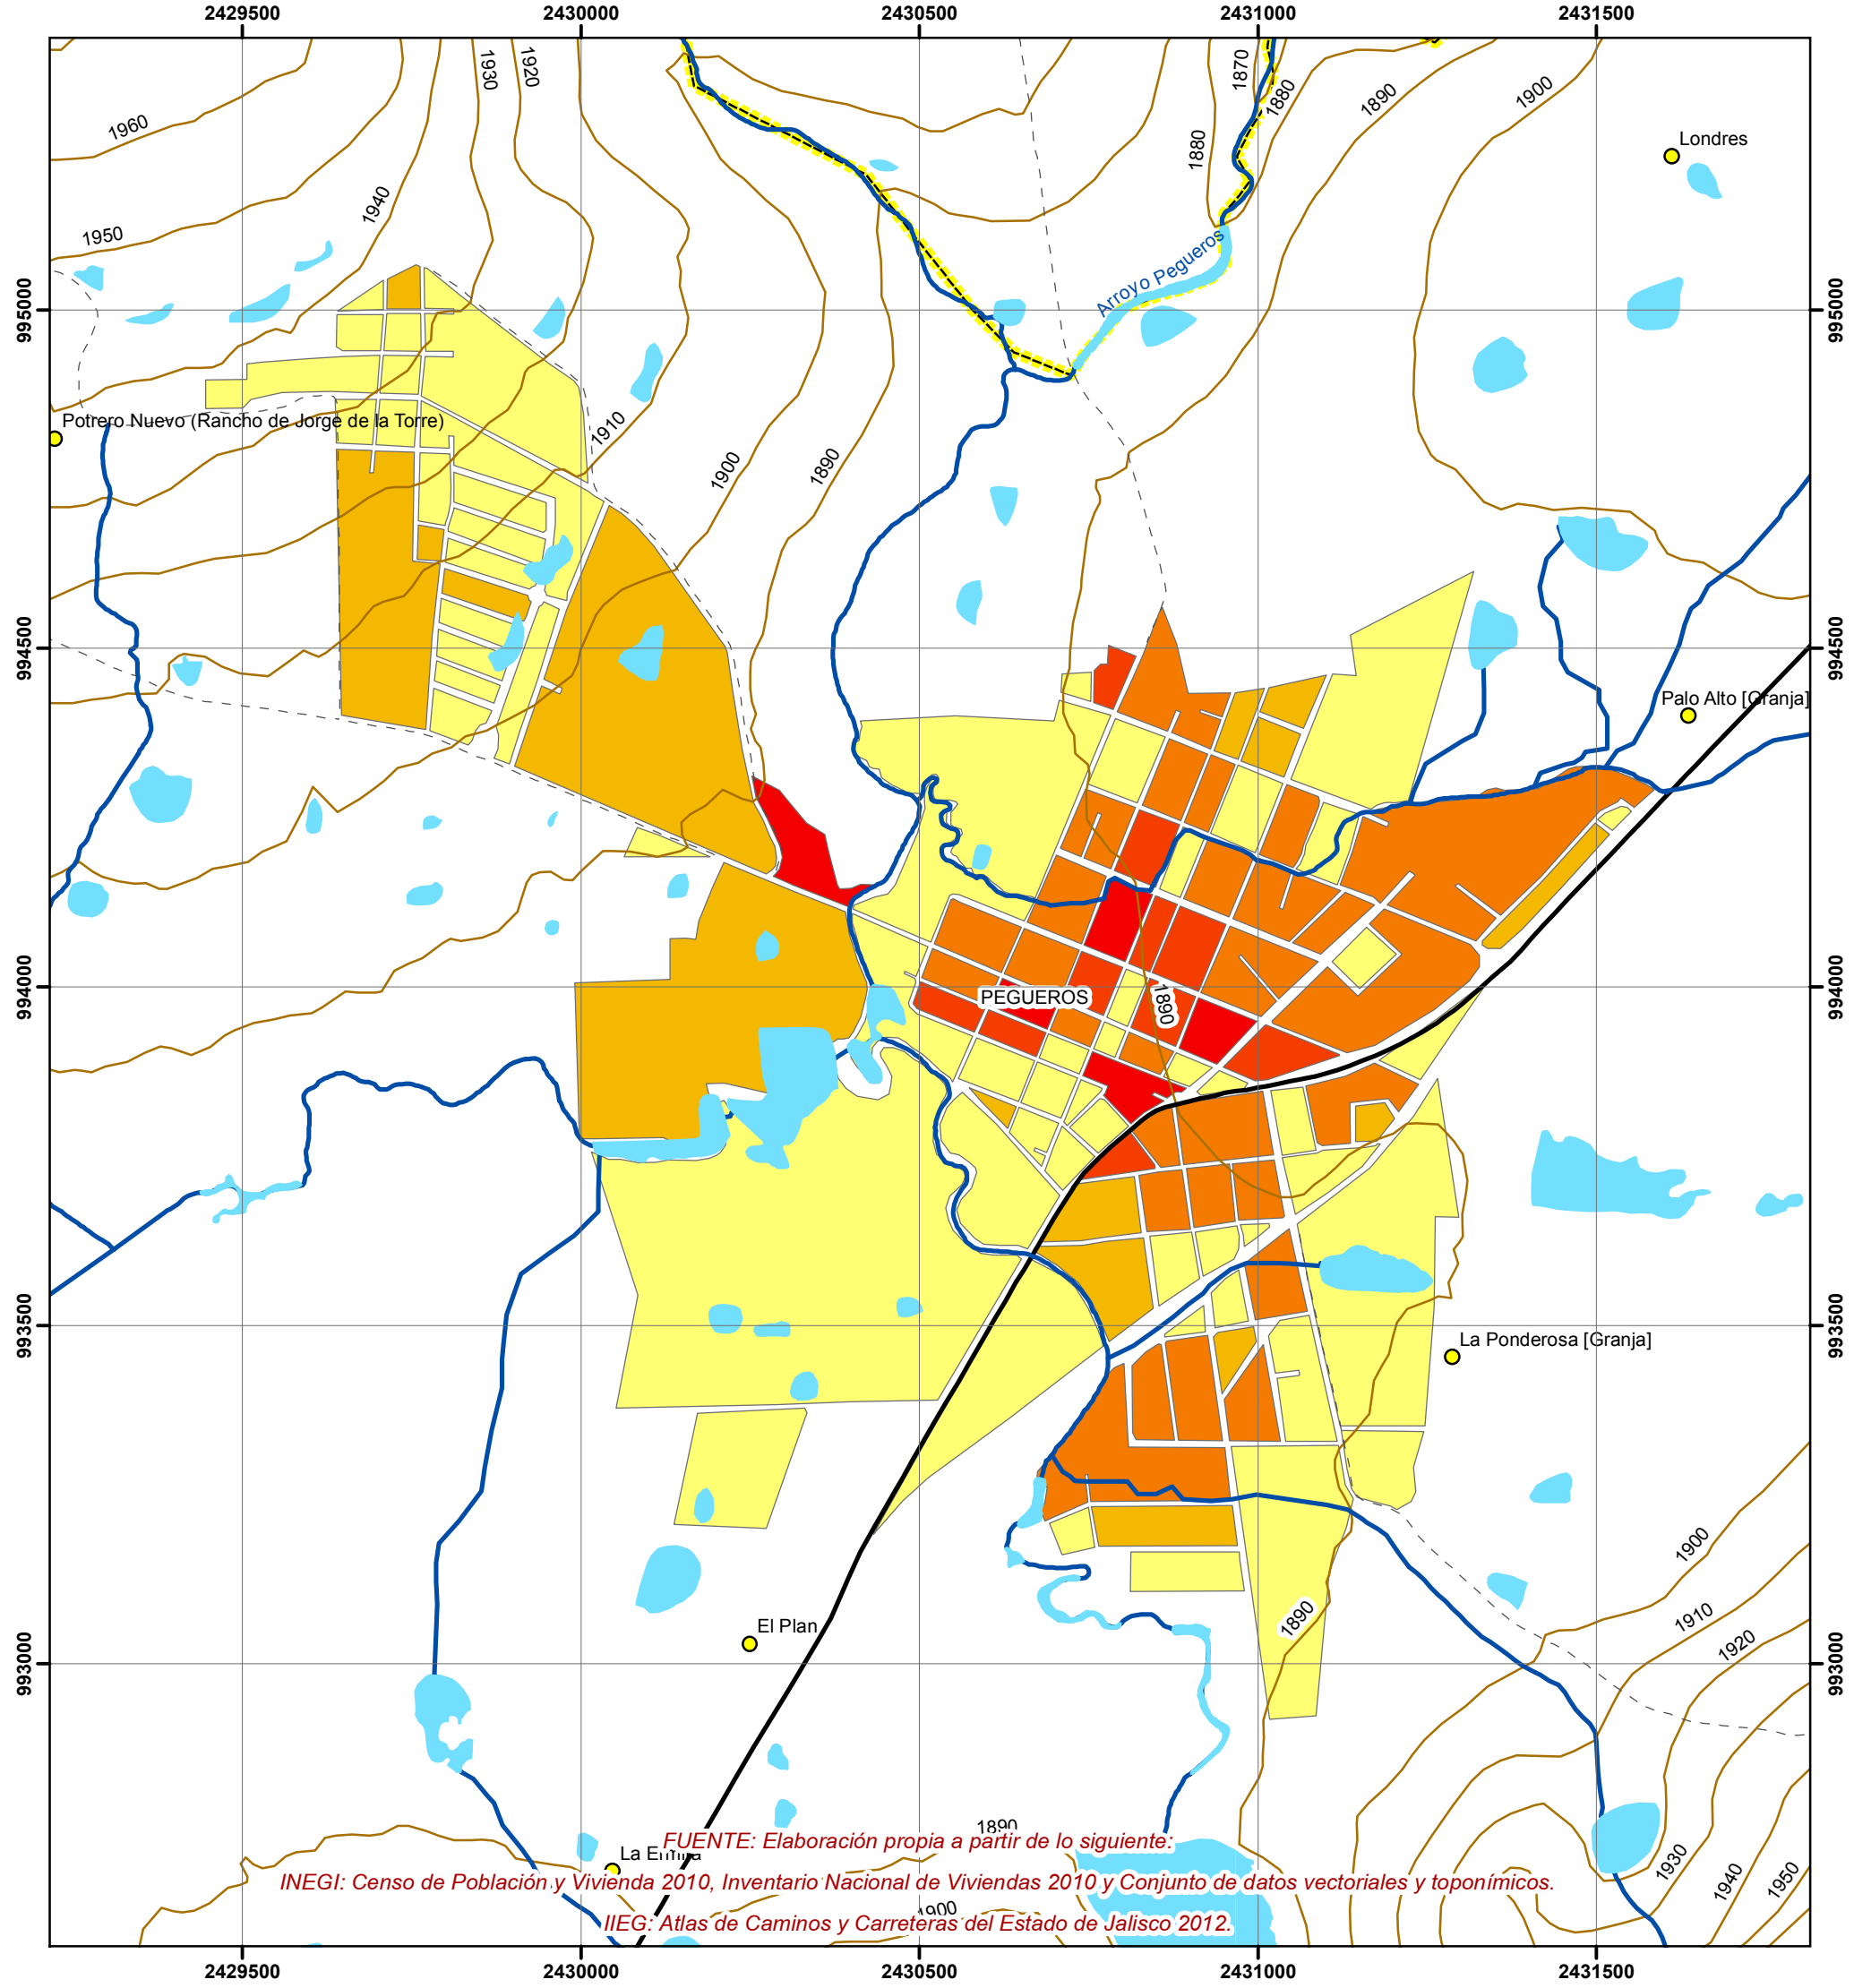 2429500 2430000 2430500 2431000 2431500
1930
1920
1870
1880
1890
1900
1960
1880
Londres
1940
1950
Arroyo Pegueros
995000
995000
Potrero Nuevo (Rancho de Jorge de la Torre)
1910
1900
1890
994500
994500
Palo Alto [Granja]
994000
994000
PEGUEROS
1890
993500
993500
La Ponderosa [Granja]
1900
1910
1920
1890
El Plan
993000
993000
1890
FUENTE: Elaboración propia a partir de lo siguiente:
La
1930
1940
1950
INEGI: Censo de Población y Vivienda 2010, Inventario Nacional de Viviendas 2010 y Conjunto de datos vectoriales y toponímicos.
1900
IIEG: Atlas de Caminos y Carreteras del Estado de Jalisco 2012.
2429500 2430000 2430500 2431000 2431500